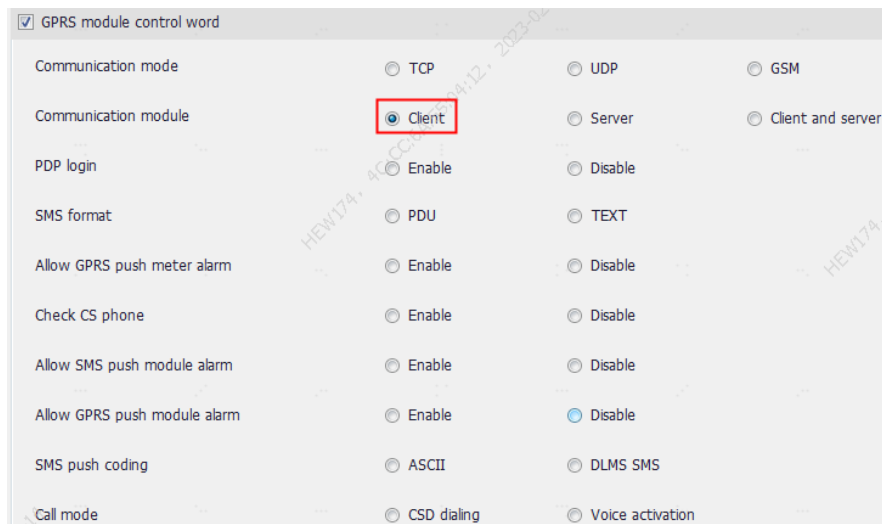 GPRS module control word
Communication mode TCP UDP GSM
Communication module Client Server Client and server
PDP login Enable Disable
SMS format PDU TEXT
Allow GPRS push meter alarm Enable Disable
Check CS phone Enable Disable
Allow SMS push module alarm Enable Disable
Allow GPRS push module alarm Enable Disable
SMS push coding ASCII DLMS SMS
Call mode CSD dialing Voice activation
HEW174
HEW174